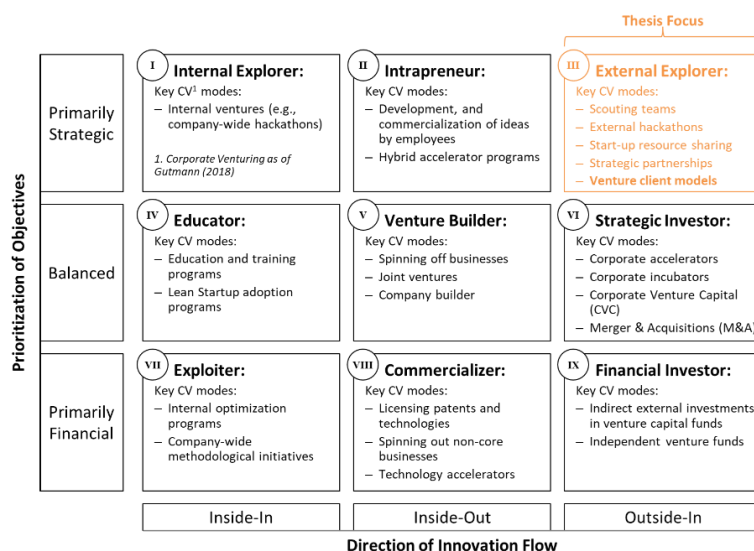 Thesis Focus
Prioritization of Objectives
Primarily
Strategic
I
Internal Explorer:
Key CV¹ modes:
– Internal ventures (e.g.,
company-wide hackathons)
1. Corporate Venturing as of
Gutmann (2018)
II
Intrapreneur:
Key CV modes:
– Development, and
commercialization of ideas
by employees
– Hybrid accelerator programs
III
External Explorer:
Key CV modes:
– Scouting teams
– External hackathons
– Start-up resource sharing
– Strategic partnerships
– Venture client models
Balanced
IV
Educator:
Key CV modes:
– Education and training
programs
– Lean Startup adoption
programs
V
Venture Builder:
Key CV modes:
– Spinning off businesses
– Joint ventures
– Company builder
VI
Strategic Investor:
Key CV modes:
– Corporate accelerators
– Corporate incubators
– Corporate Venture Capital
(CVC)
– Merger & Acquisitions (M&A)
Primarily
Financial
VII
Exploiter:
Key CV modes:
– Internal optimization
programs
– Company-wide
methodological initiatives
VIII
Commercializer:
Key CV modes:
– Licensing patents and
technologies
– Spinning out non-core
businesses
– Technology accelerators
IX
Financial Investor:
Key CV modes:
– Indirect external investments
in venture capital funds
– Independent venture funds
Inside-In
Inside-Out
Outside-In
Direction of Innovation Flow